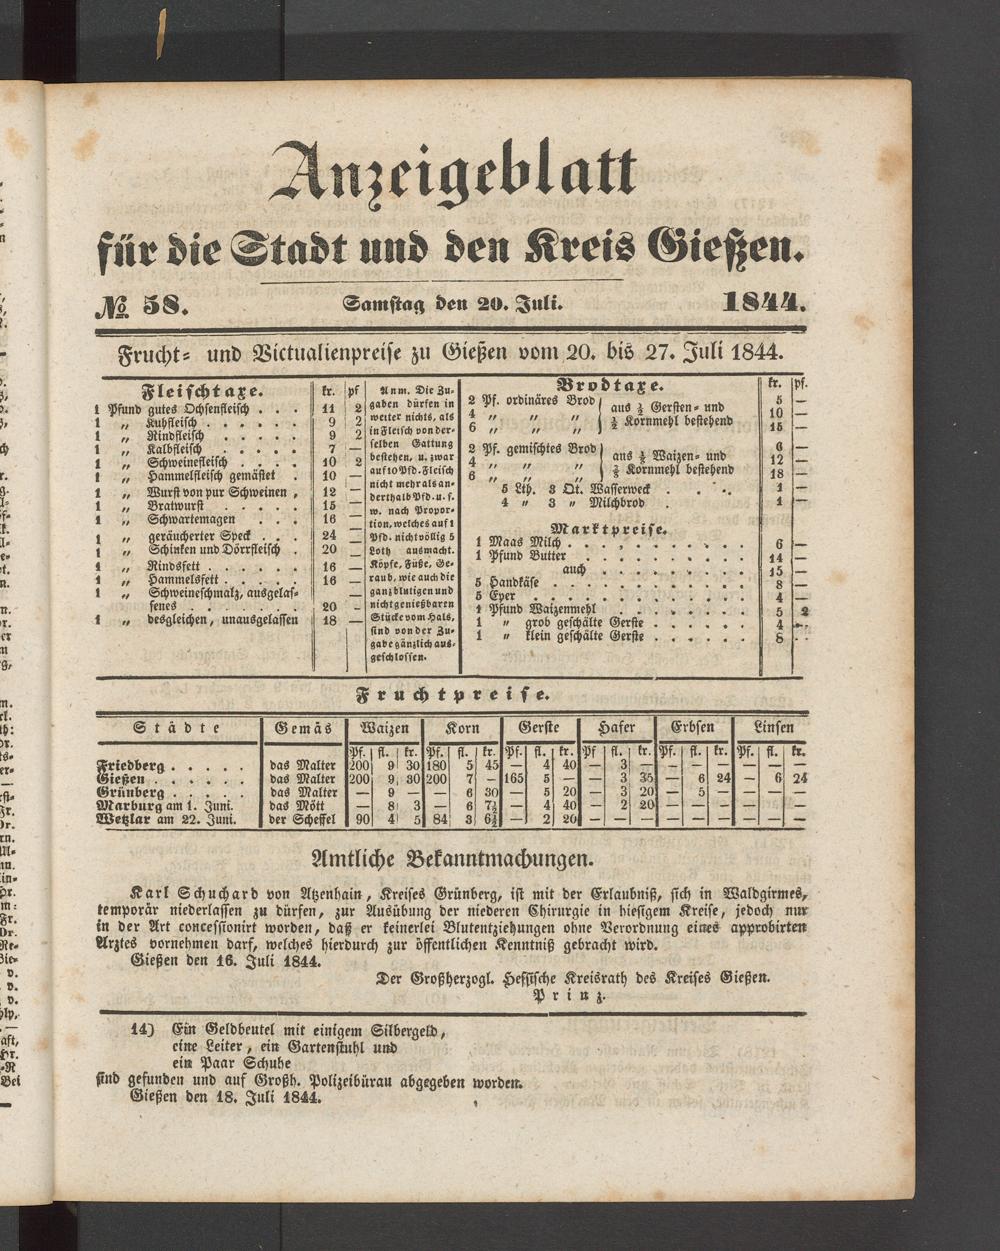 Anzeigeblatt
für die Stadt und den Kreis Gießen.
№ 58. Samstag den 20. Juli. 1844.
Frucht- und Victualienpreise zu Gießen vom 20. bis 27. Juli 1844.
Fleischtaxe. kr. pf
1 Pfund gutes Ochsenfleisch . . . 11 2
1 „ Kuhfleisch . . . . . 9 2
1 „ Rindfleisch . . . . . 9 2
1 „ Kalbfleisch . . . . . 7 —
1 „ Schweinefleisch . . . . 10 2
1 „ Hammelfleisch gemästet . 10 —
1 „ Wurst von pur Schweinen , 12 —
1 „ Bratwurst . . . . . 15 —
1 „ Schwartemagen . . . 16 —
1 „ geräucherter Speck . . . 24 —
1 „ Schinken und Dörrfleisch . 20 —
1 „ Rindsfett . . . . . 16 —
1 „ Hammelsfett . . . . . 16 —
1 „ Schweineschmalz, ausgelas-
senes . . . . . . 20 -
1 „ desgleichen, unausgelassen 18 —
Anm. Die Zu-
gaben dürfen in
weiter nichts, als
in Fleisch von der-
selben Gattung
bestehen, u. zwar
auf 10 Pfd. Fleisch
nicht mehr als an-
derthalb Pfd. u. s.
w. nach Propor-
tion, welches auf 1
Pfd. nicht völlig 5
Loth ausmacht.
Köpfe, Füße, Ge-
raub, wie auch die
ganz blutigen und
nicht genießbaren
Stücke vom Hals,
sind von der Zu-
gabe gänzlich aus-
geschlossen.
Brodtaxe. kr. pf.
2 Pf. ordinäres Brod aus ½ Gersten- und 5 —
4 „ „ „ ½ Kornmehl bestehend 10 —
6 „ „ „ 15 —
2 Pf. gemischtes Brod aus Waizen- und 6 —
4 „ „ „ Kornmehl bestehend 12 —
6 „ „ „ 18 —
5 Lth. 3 Qt. Wasserweck . . . 1 —
4 „ 3 „ Milchbrod . . 1 —
Marktpreise.
1 Maas Milch . . . . . . . . . 6 —
1 Pfund Butter . . . . . . . . 14 —
auch . . . . . . . . 15 —
5 Handkäse . . . . . . . . . 8 —
5 Eyer . . . . . . . . . . 4 —
1 Pfund Waizenmehl . . . . . . . 5 2
1 „ grob geschälte Gerste . . . . . 4
1 „ klein geschälte Gerste . . . . . 8
Fruchtpreise.
Städte Gemäs Waizen Korn Gerste Hafer Erbsen Linsen
Pf. fl. kr. Pf. fl. kr. Pf. fl. kr. Pf fl. kr. Pf. fl. kr. Pf. fl. kr.
Friedberg . . . . . das Malter 200 9 30 180 5 45 — 4 40 — 3 — — — — — — —
Gießen . . . . . das Malter 200 9 30 200 7 — 165 5 — — 3 35 — 6 24 — 6 24
Grünberg . . . . . das Malter — 9 — — 6 30 — 5 20 — 3 20 — 5 — — — —
Marburg am 1. Juni. das Mött — 8 3 — 6 7½ — 4 40 — 2 20 — — — — — —
Wetzlar am 22. Juni. der Scheffel 90 4 5 84 3 6½ — 2 20 — — — — — — — — —
Amtliche Bekanntmachungen.
Karl Schuchard von Atzenhain, Kreises Grünberg, ist mit der Erlaubniß, sich in Waldgirmes,
temporär niederlassen zu dürfen, zur Ausübung der niederen Chirurgie in hiesigem Kreise, jedoch nur
in der Art concessionirt worden, daß er keinerlei Blutentziehungen ohne Verordnung eines approbirten
Arztes vornehmen darf, welches hierdurch zur öffentlichen Kenntniß gebracht wird.
Gießen den 16. Juli 1844.
Der Großherzogl. Hessische Kreisrath des Kreises Gießen.
Prinz.
14) Ein Geldbeutel mit einigem Silbergeld,
eine Leiter, ein Gartenstuhl und
ein Paar Schuhe
sind gefunden und auf Großh. Polizeibürau abgegeben worden.
Gießen den 18. Juli 1844.